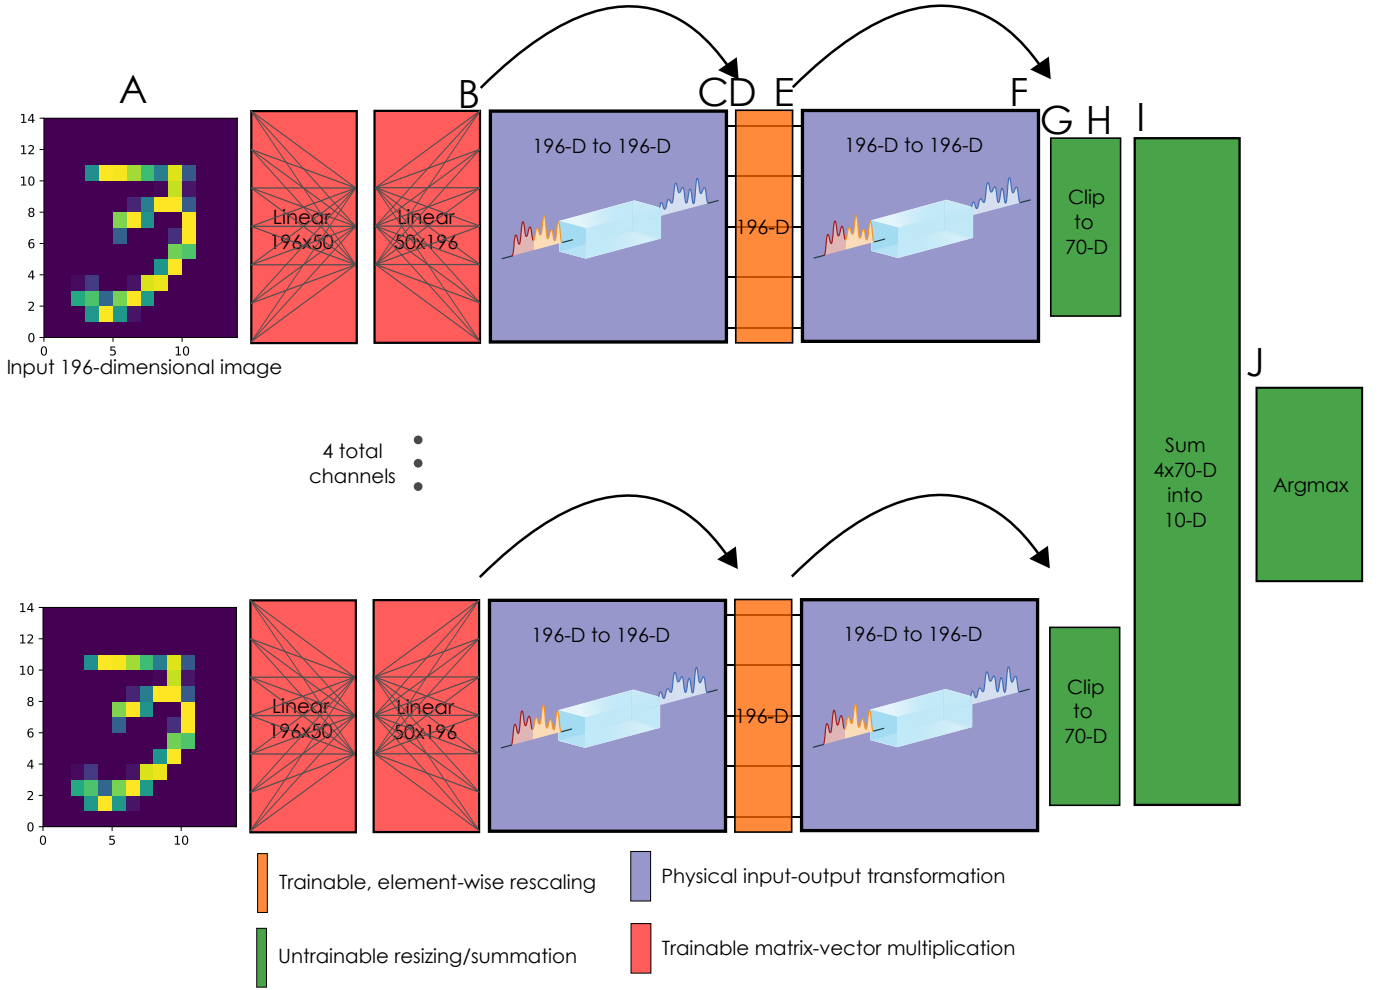 A
B
CD
E
F
G
H
I
J
14
12
10
8
6
4
2
0
0
5
10
Input 196-dimensional image
Linear
196x50
Linear
50x196
196-D to 196-D
196-D
196-D to 196-D
Clip
to
70-D
4 total
channels
Sum
4x70-D
into
10-D
Argmax
14
12
10
8
6
4
2
0
0
5
10
Linear
196x50
Linear
50x196
196-D to 196-D
196-D
196-D to 196-D
Clip
to
70-D
Trainable, element-wise rescaling
Physical input-output transformation
Untrainable resizing/summation
Trainable matrix-vector multiplication